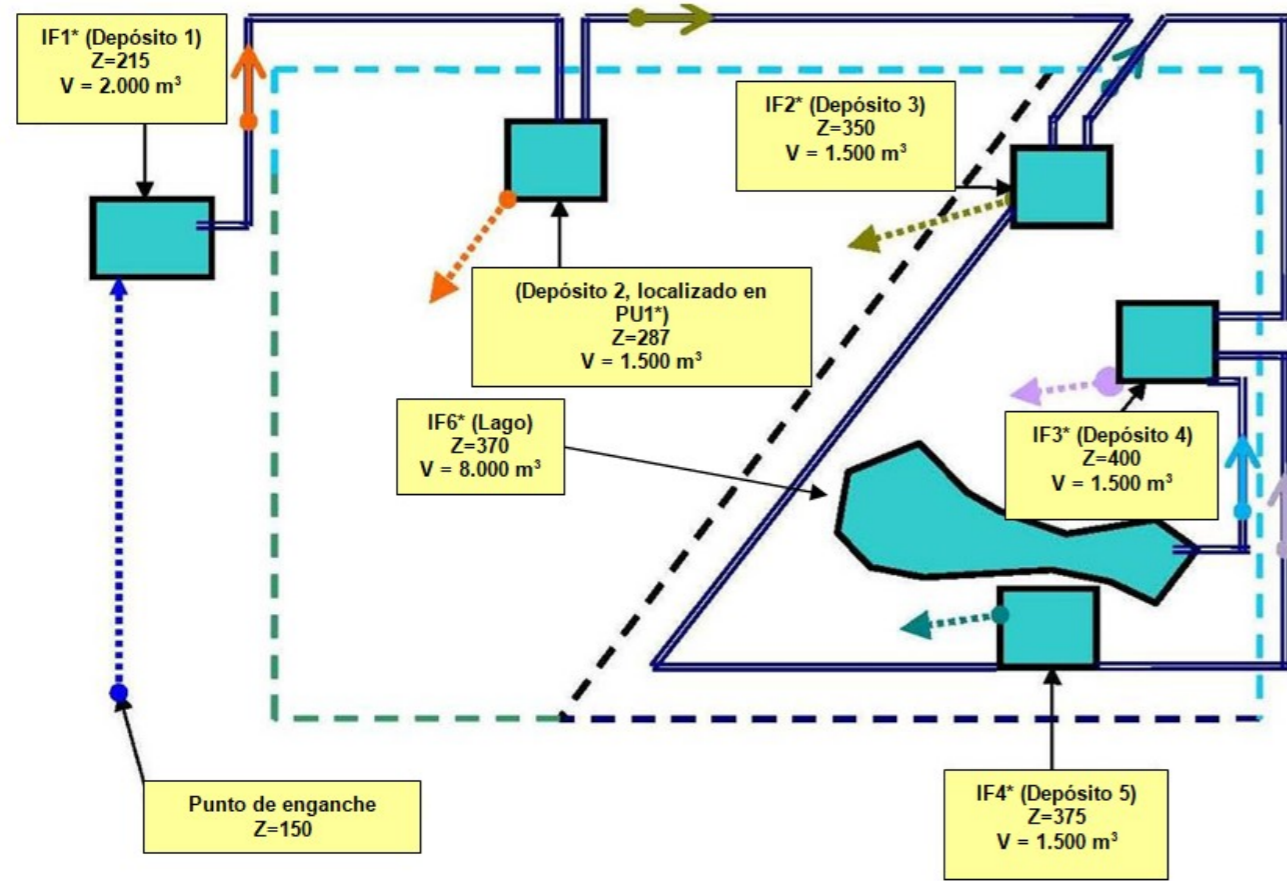 IF1* (Depósito 1)
Z=215
V = 2.000 m³
IF2* (Depósito 3)
Z=350
V = 1.500 m³
(Depósito 2, localizado en
PU1*)
Z=287
V = 1.500 m³
IF6* (Lago)
Z=370
V = 8.000 m³
IF3* (Depósito 4)
Z=400
V = 1.500 m³
Punto de enganche
Z=150
IF4* (Depósito 5)
Z=375
V = 1.500 m³